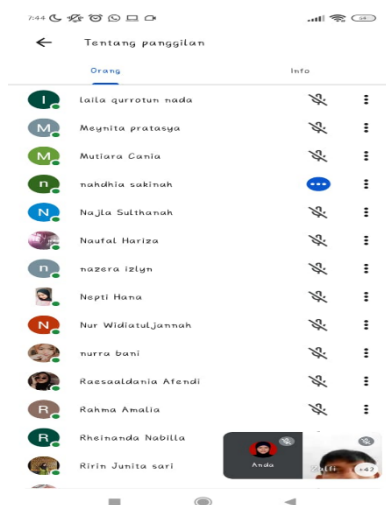 7:44
Tentang panggilan
Orang Info
I laila qurrotun nada
M Meynita pratasya
M Mutiara Cania
n nahdhia sakinah
N Najla Sulthanah
Naufal Hariza
n nazera izlyn
Nepti Hana
N Nur Widiatuljannah
nurra bani
Raesaaldania Afendi
R Rahma Amalia
R Rheinanda Nabilla
Ririn Junita sari
Anda
+42